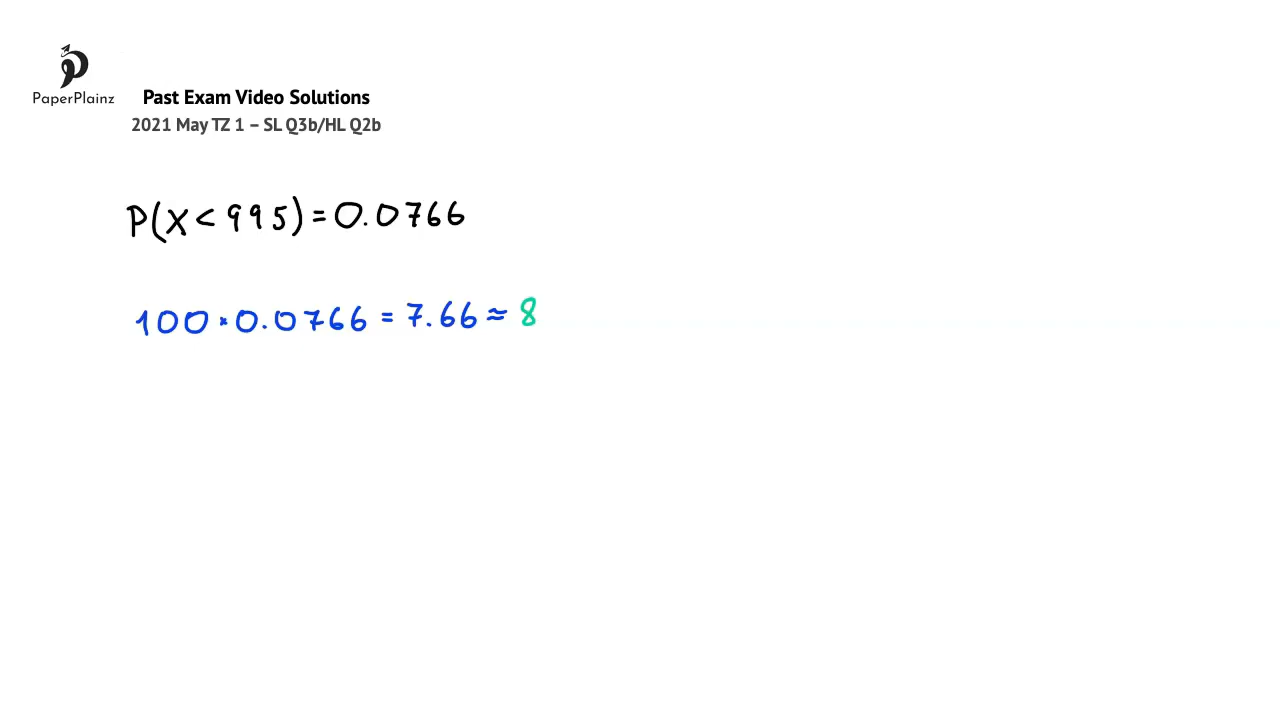 PaperPlainz
Past Exam Video Solutions
2021 May TZ 1 – SL Q3b/HL Q2b
P(X < 995) = 0.0766
100 · 0.0766 = 7.66 ≈ 8